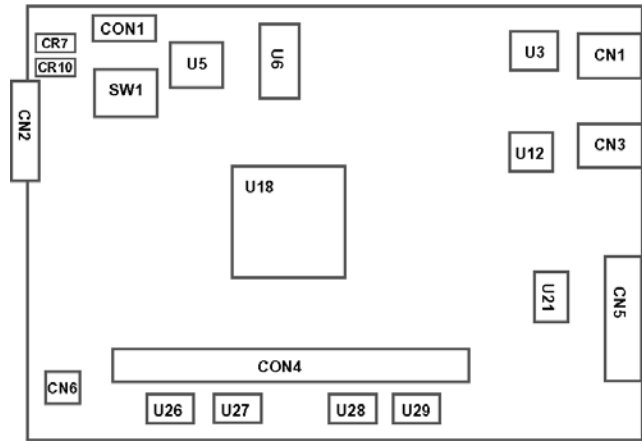 CON1
CR7
CR10
SW1
U5
U6
U3
CN1
CN2
U12
CN3
U18
U21
CN5
CON4
CN6
U26
U27
U28
U29